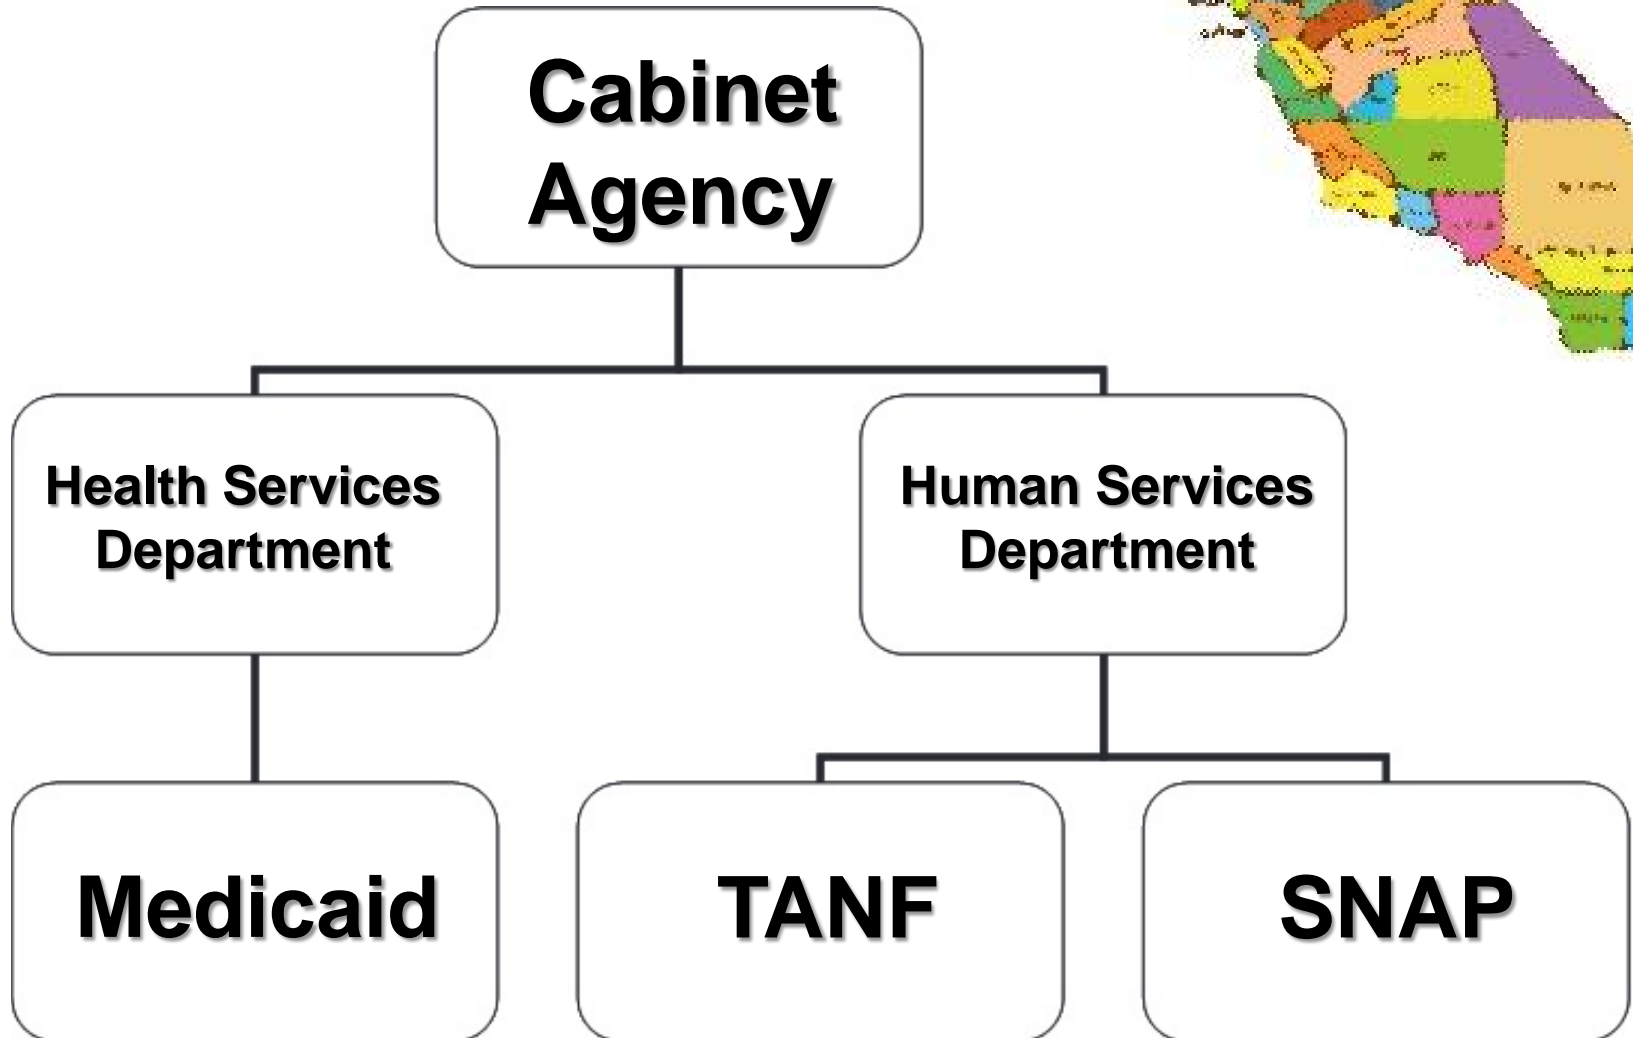 Cabinet
Agency
Health Services
Department
Human Services
Department
Medicaid
TANF
SNAP